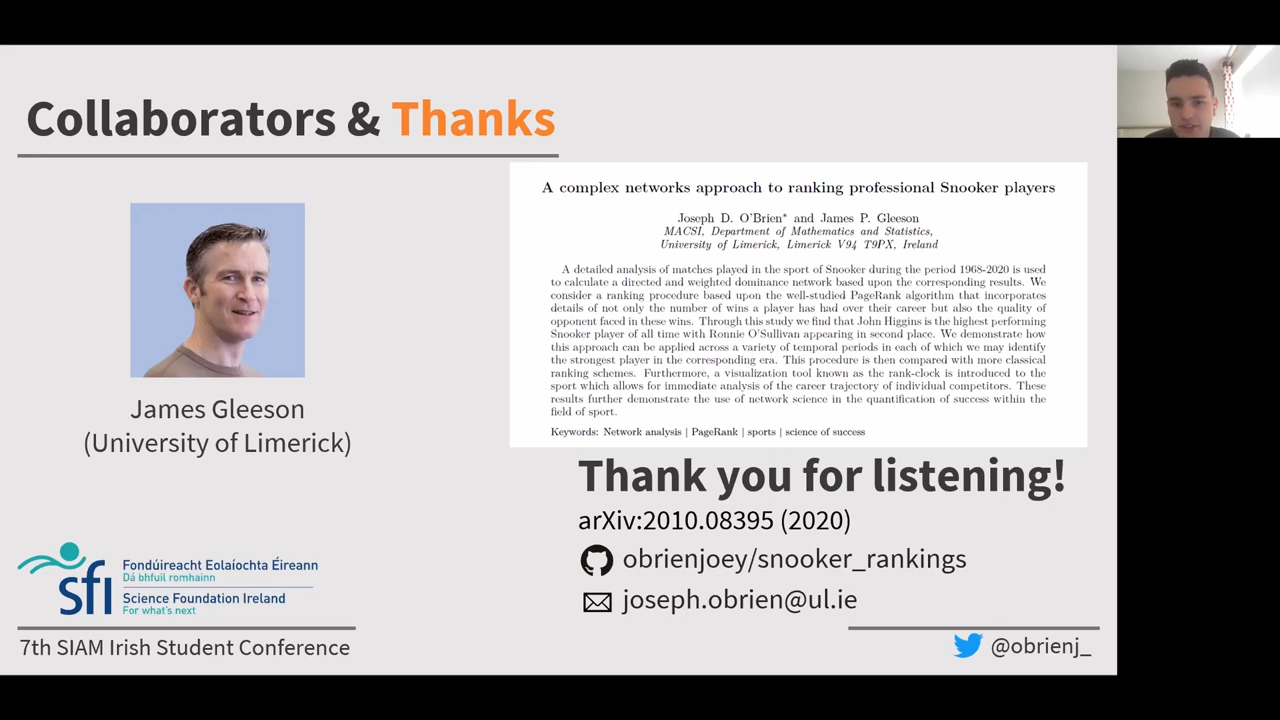 Collaborators & Thanks
James Gleeson
(University of Limerick)
A complex networks approach to ranking professional Snooker players
Joseph D. O'Brien* and James P. Gleeson
MACSI, Department of Mathematics and Statistics,
University of Limerick, Limerick V94 T9PX, Ireland
A detailed analysis of matches played in the sport of Snooker during the period 1968-2020 is used
to calculate a directed and weighted dominance network based upon the corresponding results. We
consider a ranking procedure based upon the well-studied PageRank algorithm that incorporates
details of not only the number of wins a player has had over their career but also the quality of
opponent faced in these wins. Through this study we find that John Higgins is the highest performing
Snooker player of all time with Ronnie O'Sullivan appearing in second place. We demonstrate how
this approach can be applied across a variety of temporal periods in each of which we may identify
the strongest player in the corresponding era. This procedure is then compared with more classical
ranking schemes. Furthermore, a visualization tool known as the rank-clock is introduced to the
sport which allows for immediate analysis of the career trajectory of individual competitors. These
results further demonstrate the use of network science in the quantification of success within the
field of sport.
Keywords: Network analysis | PageRank | sports | science of success
Thank you for listening!
arXiv:2010.08395 (2020)
obrienjoey/snooker_rankings
joseph.obrien@ul.ie
sfi
Fondúireacht Eolaíochta Éireann
Dá bhfuil romhainn
Science Foundation Ireland
For what's next
7th SIAM Irish Student Conference
@obrienj_